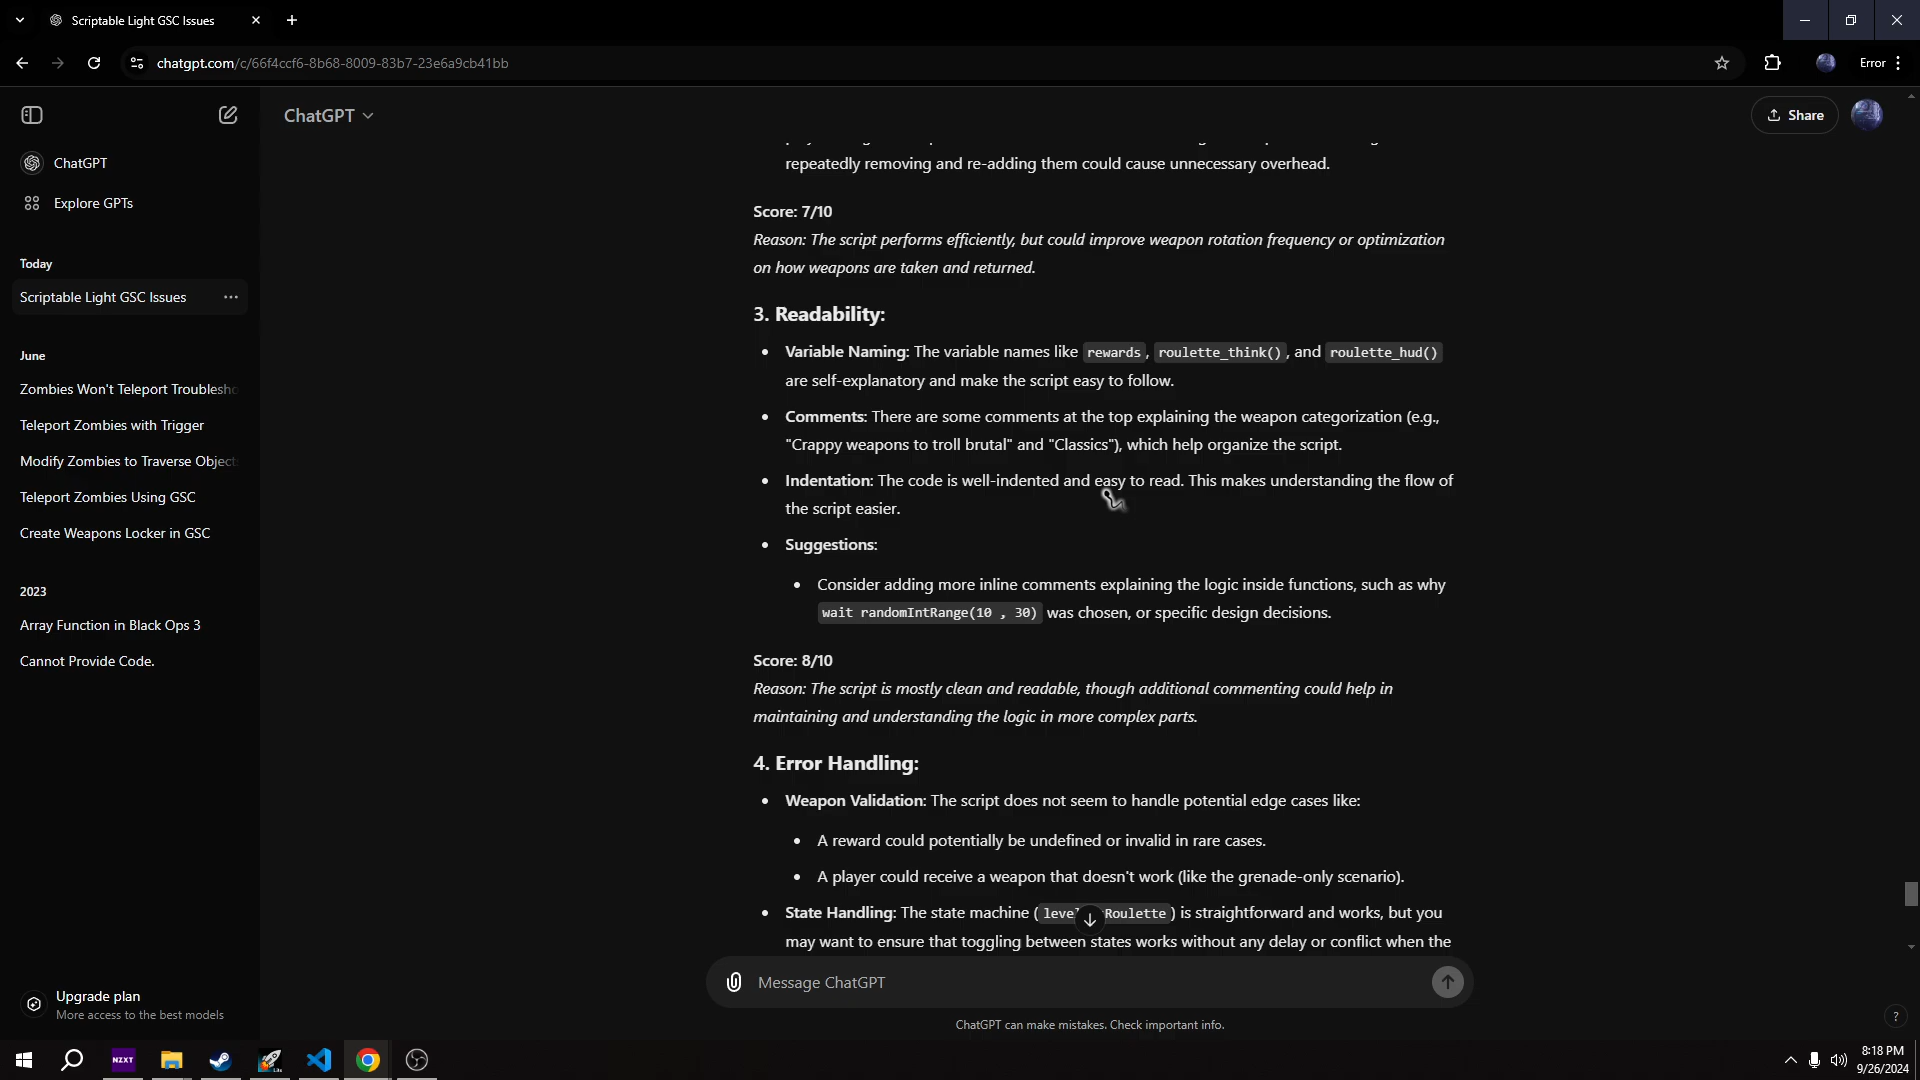 Scriptable Light GSC Issues
chatgpt.com/c/66f4ccf6-8b68-8009-83b7-23e6a9cb41bb
Error
ChatGPT
Share
ChatGPT
Explore GPTs
Today
Scriptable Light GSC Issues
June
Zombies Won't Teleport Troublesho
Teleport Zombies with Trigger
Modify Zombies to Traverse Object
Teleport Zombies Using GSC
Create Weapons Locker in GSC
2023
Array Function in Black Ops 3
Cannot Provide Code.
Upgrade plan
More access to the best models
repeatedly removing and re-adding them could cause unnecessary overhead.
Score: 7/10
Reason: The script performs efficiently, but could improve weapon rotation frequency or optimization
on how weapons are taken and returned.
3. Readability:
• Variable Naming: The variable names like rewards, roulette_think(), and roulette_hud()
are self-explanatory and make the script easy to follow.
• Comments: There are some comments at the top explaining the weapon categorization (e.g.,
"Crappy weapons to troll brutal" and "Classics"), which help organize the script.
• Indentation: The code is well-indented and easy to read. This makes understanding the flow of
the script easier.
• Suggestions:
• Consider adding more inline comments explaining the logic inside functions, such as why
wait randomIntRange(10 , 30) was chosen, or specific design decisions.
Score: 8/10
Reason: The script is mostly clean and readable, though additional commenting could help in
maintaining and understanding the logic in more complex parts.
4. Error Handling:
• Weapon Validation: The script does not seem to handle potential edge cases like:
• A reward could potentially be undefined or invalid in rare cases.
• A player could receive a weapon that doesn't work (like the grenade-only scenario).
• State Handling: The state machine ( Roulette) is straightforward and works, but you
may want to ensure that toggling between states works without any delay or conflict when the
Message ChatGPT
ChatGPT can make mistakes. Check important info.
?
NZXT
Lite
8:18 PM
9/26/2024